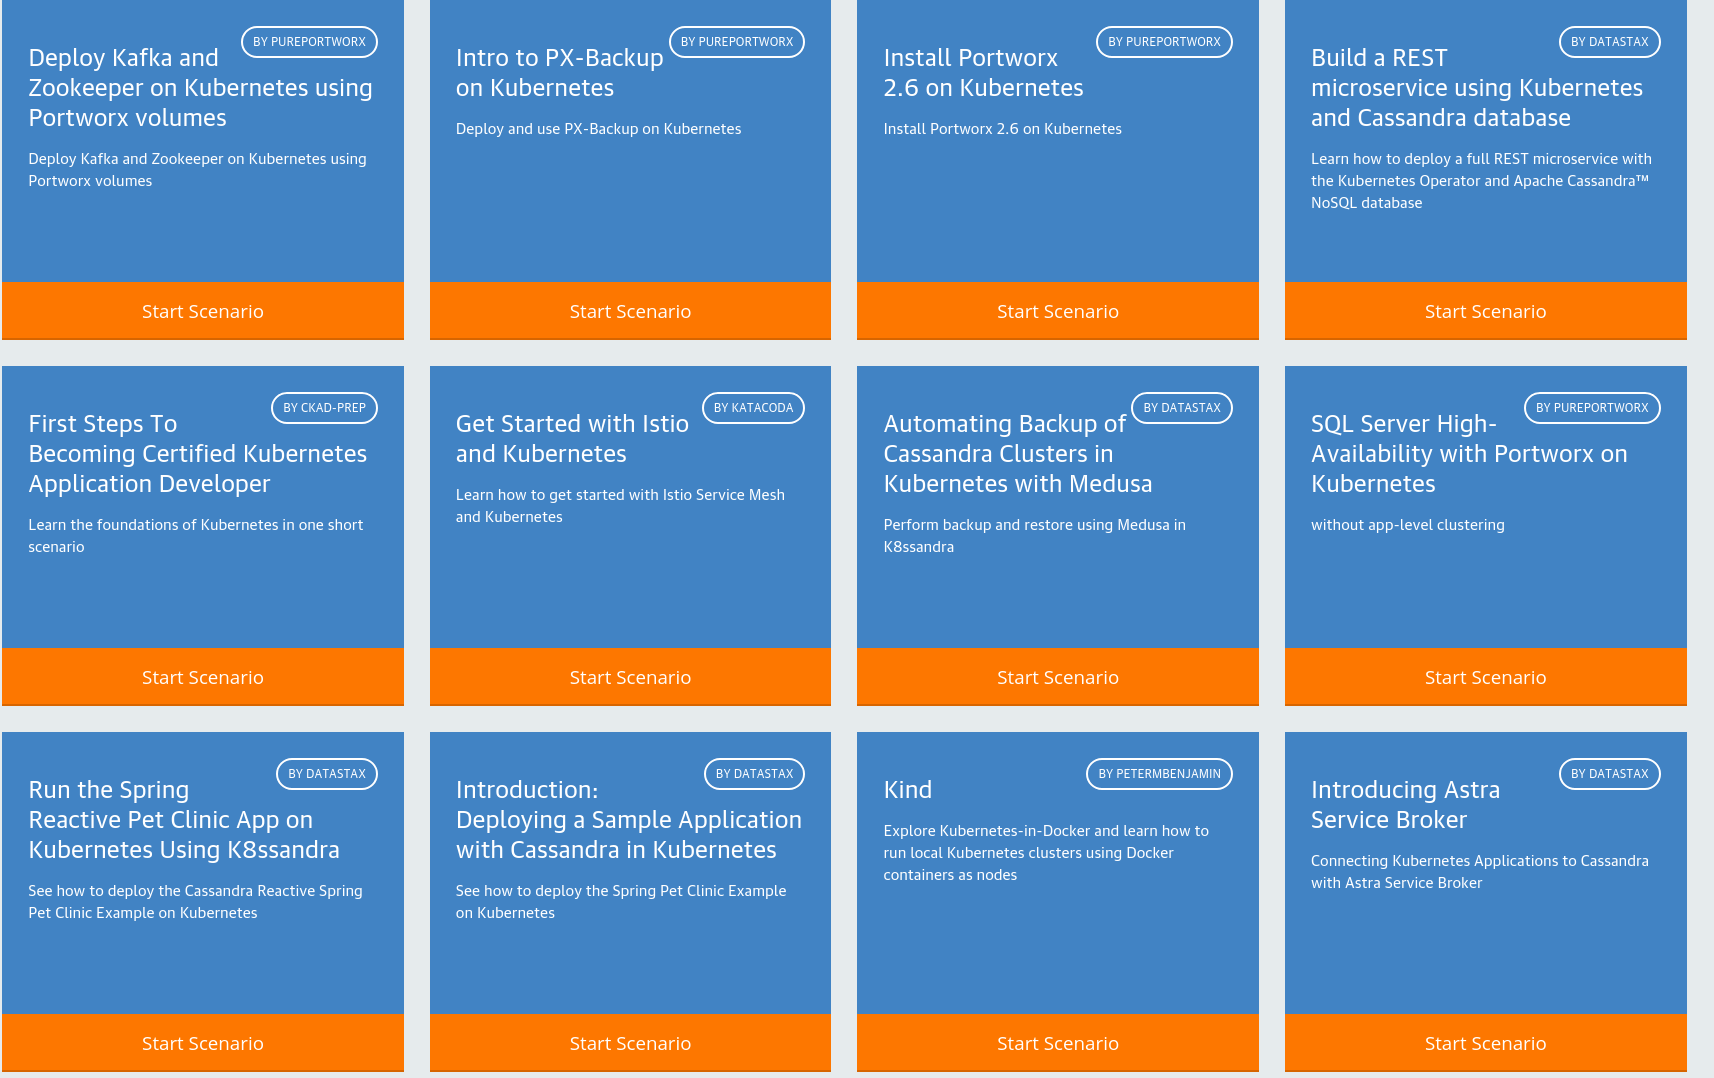 BY PUREPORTWORX
Deploy Kafka and
Zookeeper on Kubernetes using
Portworx volumes
Deploy Kafka and Zookeeper on Kubernetes using
Portworx volumes
Start Scenario
BY PUREPORTWORX
Intro to PX-Backup
on Kubernetes
Deploy and use PX-Backup on Kubernetes
Start Scenario
BY PUREPORTWORX
Install Portworx
2.6 on Kubernetes
Install Portworx 2.6 on Kubernetes
Start Scenario
BY DATASTAX
Build a REST
microservice using Kubernetes
and Cassandra database
Learn how to deploy a full REST microservice with
the Kubernetes Operator and Apache Cassandra™
NoSQL database
Start Scenario
BY CKAD-PREP
First Steps To
Becoming Certified Kubernetes
Application Developer
Learn the foundations of Kubernetes in one short
scenario
Start Scenario
BY KATACODA
Get Started with Istio
and Kubernetes
Learn how to get started with Istio Service Mesh
and Kubernetes
Start Scenario
BY DATASTAX
Automating Backup of
Cassandra Clusters in
Kubernetes with Medusa
Perform backup and restore using Medusa in
K8ssandra
Start Scenario
BY PUREPORTWORX
SQL Server High-
Availability with Portworx on
Kubernetes
without app-level clustering
Start Scenario
BY DATASTAX
Run the Spring
Reactive Pet Clinic App on
Kubernetes Using K8ssandra
See how to deploy the Cassandra Reactive Spring
Pet Clinic Example on Kubernetes
Start Scenario
BY DATASTAX
Introduction:
Deploying a Sample Application
with Cassandra in Kubernetes
See how to deploy the Spring Pet Clinic Example
on Kubernetes
Start Scenario
BY PETERMBENJAMIN
Kind
Explore Kubernetes-in-Docker and learn how to
run local Kubernetes clusters using Docker
containers as nodes
Start Scenario
BY DATASTAX
Introducing Astra
Service Broker
Connecting Kubernetes Applications to Cassandra
with Astra Service Broker
Start Scenario